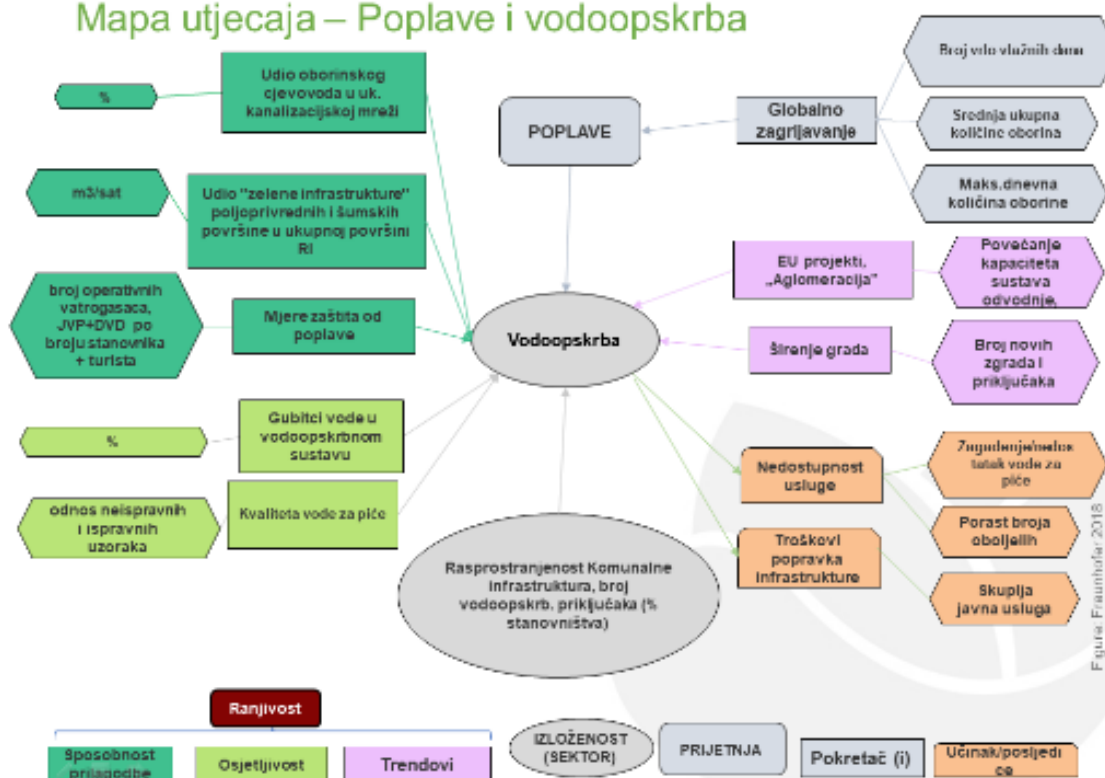 Mapa utjecaja – Poplave i vodoopskrba
%
Udio oborinskog
cjevovoda u uk.
kanalizacijskoj mreži
POPLAVE
Globalno
zagrijavanje
Broj vrlo vlažnih dana
Srednja ukupna
količine oborina
Maks.dnevna
količina oborine
m3/sat
Udio "zelene infrastrukture"
poljoprivrednih i šumskih
površine u ukupnoj površini
RI
EU projekti,
„Aglomeracija"
Povećanje
kapaciteta
sustava
odvodnje,
broj operativnih
vatrogasaca,
JVP+DVD po
broju stanovnika
+ turista
Mjere zaštita od
poplave
Vodoopskrba
Širenje grada
Broj novih
zgrada i
priključaka
%
Gubitci vode u
vodoopskrbnom
sustavu
odnos neispravnih
i ispravnih
uzoraka
Kvaliteta vode za piće
Nedostupnost
usluge
Zagađenje/nedos
tatak vode za
piće
Porast broja
oboljelih
Troškovi
popravka
infrastrukture
Skuplja
javna usluga
Rasprostranjenost Komunalne
infrastruktura, broj
vodoopskrb. priključaka (%
stanovništva)
Figura: Fraunhofer 2018
Ranjivost
Sposobnost
prilagodbe
Osjetljivost
Trendovi
IZLOŽENOST
(SEKTOR)
PRIJETNJA
Pokretač (i)
Učinak/posljedi
ce